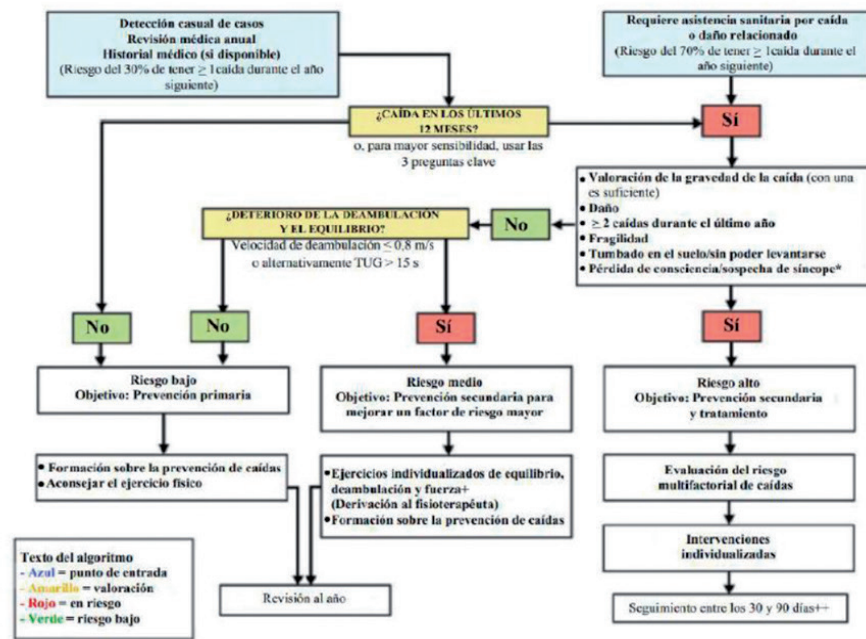 Detección casual de casos
Revisión médica anual
Historial médico (si disponible)
(Riesgo del 30% de tener ≥ 1caída durante el año
siguiente)
Requiere asistencia sanitaria por caída
o daño relacionado
(Riesgo del 70% de tener ≥ 1caída durante el
año siguiente)
¿CAÍDA EN LOS ÚLTIMOS
12 MESES?
o, para mayor sensibilidad, usar las
3 preguntas clave
Sí
• Valoración de la gravedad de la caída (con una
es suficiente)
• Daño
• ≥ 2 caídas durante el último año
• Fragilidad
• Tumbado en el suelo/sin poder levantarse
• Pérdida de consciencia/sospecha de síncope*
No
¿DETERIORO DE LA DEAMBULACIÓN
Y EL EQUILIBRIO?
Velocidad de deambulación ≤ 0,8 m/s
o alternativamente TUG > 15 s
No
No
Sí
Sí
Riesgo bajo
Objetivo: Prevención primaria
Riesgo medio
Objetivo: Prevención secundaria para
mejorar un factor de riesgo mayor
Riesgo alto
Objetivo: Prevención secundaria
y tratamiento
• Formación sobre la prevención de caídas
• Aconsejar el ejercicio físico
• Ejercicios individualizados de equilibrio,
deambulación y fuerza+
(Derivación al fisioterapéuta)
• Formación sobre la prevención de caídas
Evaluación del riesgo
multifactorial de caídas
Intervenciones
individualizadas
Revisión al año
Seguimiento entre los 30 y 90 días++
Texto del algoritmo
- Azul = punto de entrada
- Amarillo = valoración
- Rojo = en riesgo
- Verde = riesgo bajo